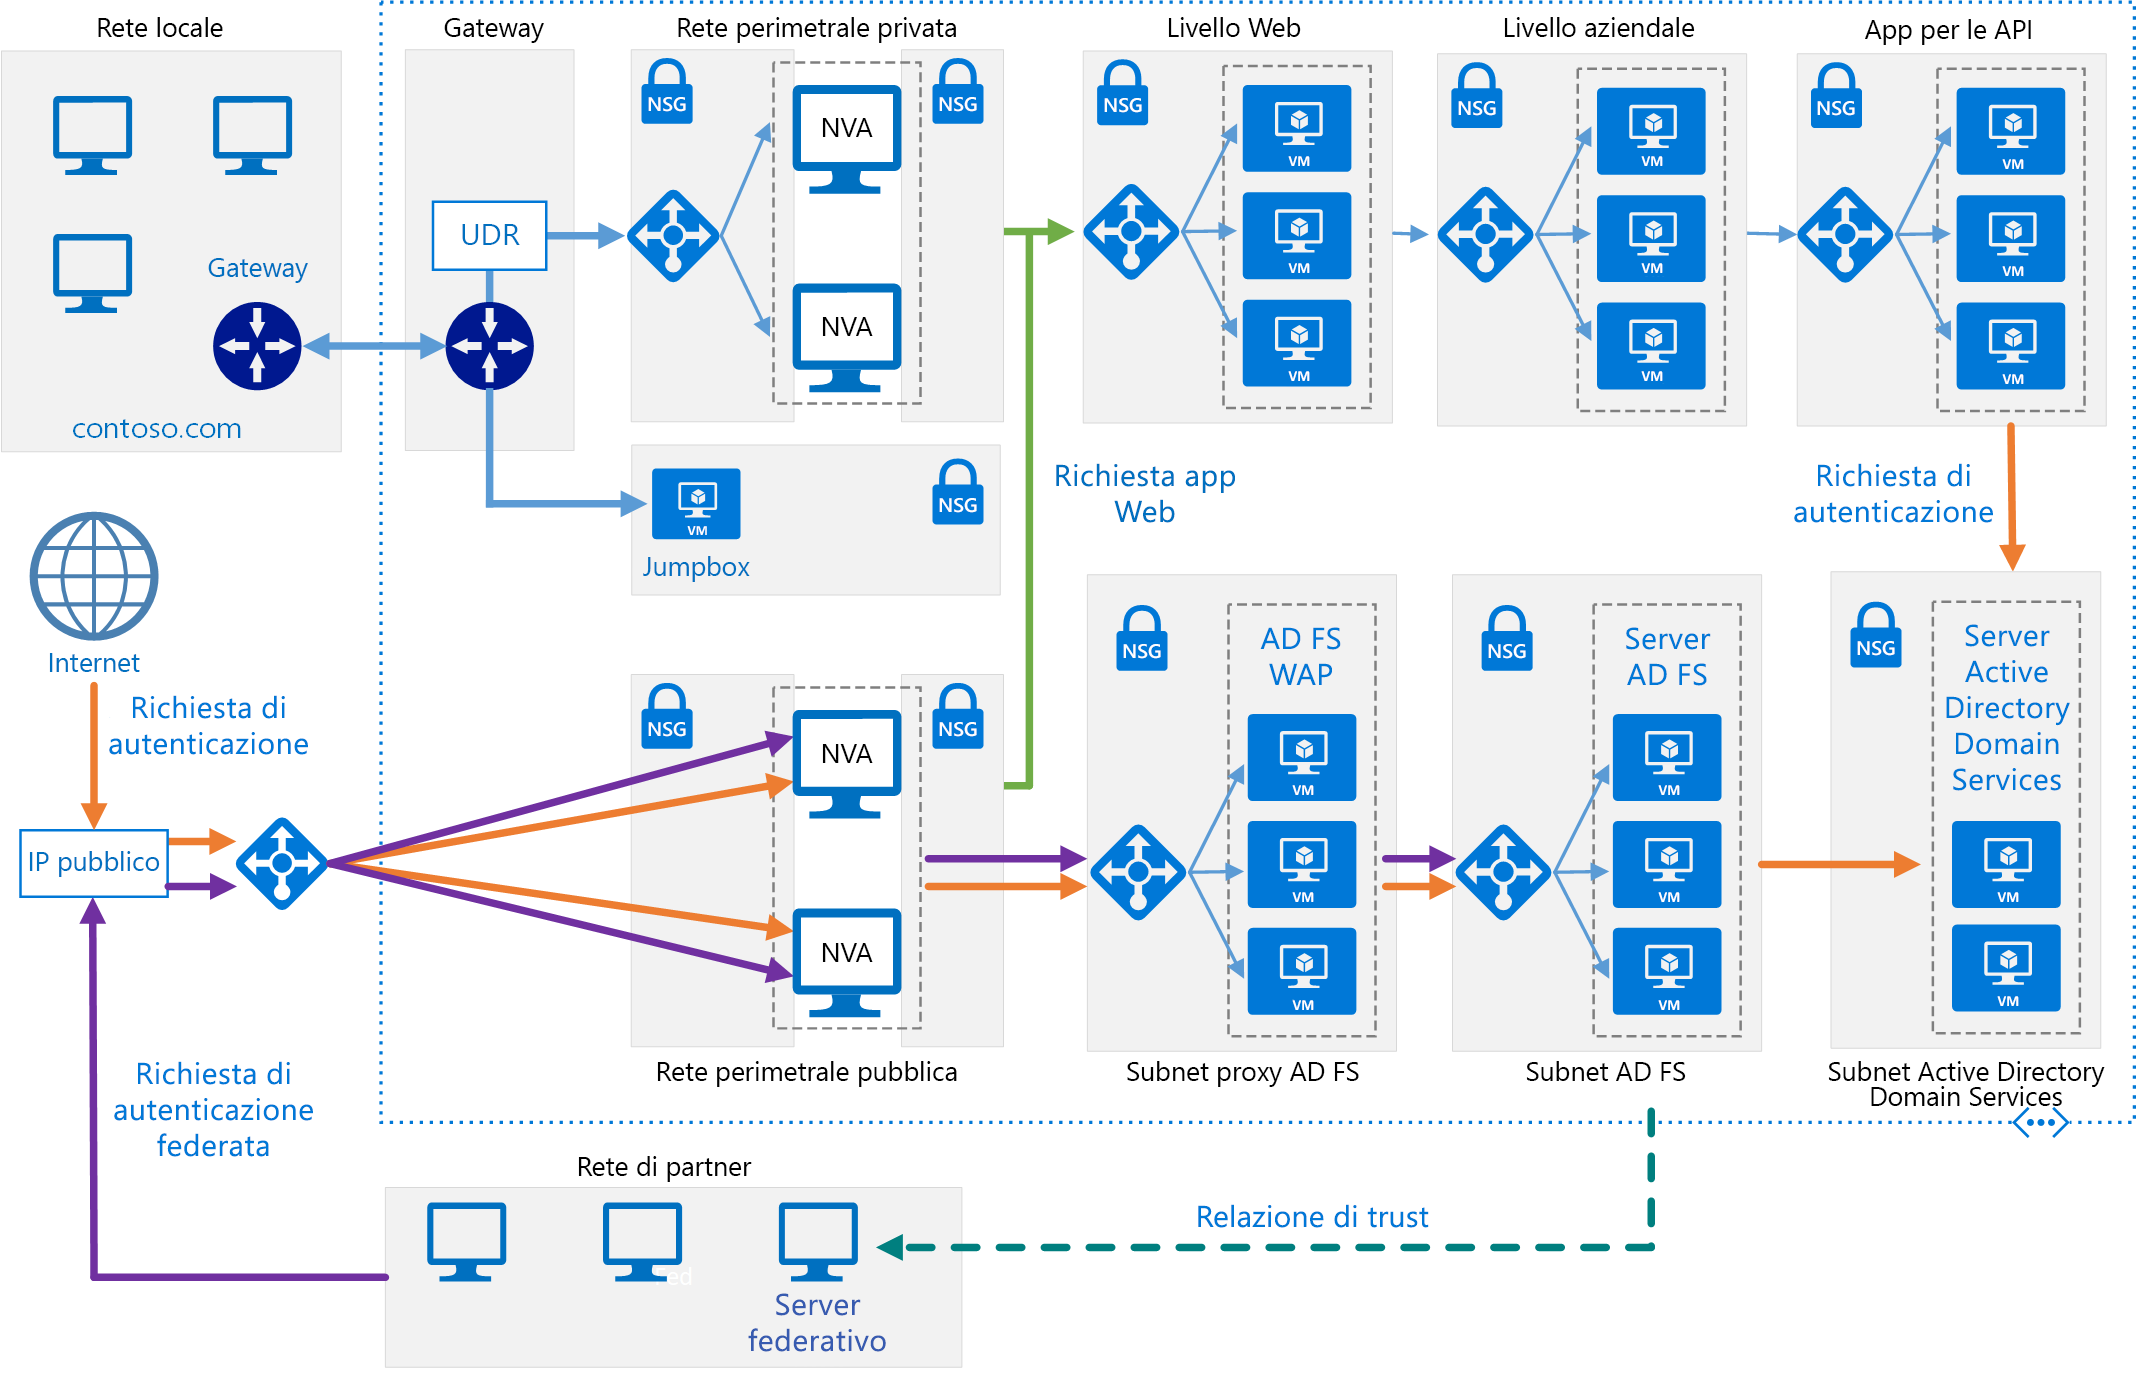 Rete locale
Gateway
Rete perimetrale privata
Livello Web
Livello aziendale
App per le API
NSG
NSG
NSG
NSG
NSG
NVA
NVA
VM
VM
VM
VM
VM
VM
VM
VM
VM
UDR
Gateway
contoso.com
VM
Jumpbox
NSG
Richiesta app
Web
Richiesta di
autenticazione
Internet
Richiesta di
autenticazione
IP pubblico
NSG
NSG
NVA
NVA
NSG
AD FS
WAP
VM
VM
VM
NSG
Server
AD FS
VM
VM
VM
NSG
Server
Active
Directory
Domain
Services
VM
VM
Rete perimetrale pubblica
Subnet proxy AD FS
Subnet AD FS
Subnet Active Directory
Domain Services
Richiesta di
autenticazione
federata
Rete di partner
Fed
Server
federativo
Relazione di trust